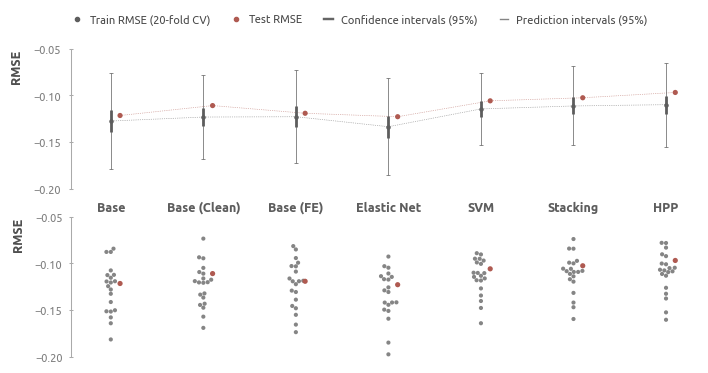 Train RMSE (20-fold CV) Test RMSE Confidence intervals (95%) Prediction intervals (95%)
RMSE
−0.05
−0.10
−0.15
−0.20
Base Base (Clean) Base (FE) Elastic Net SVM Stacking HPP
RMSE
−0.05
−0.10
−0.15
−0.20